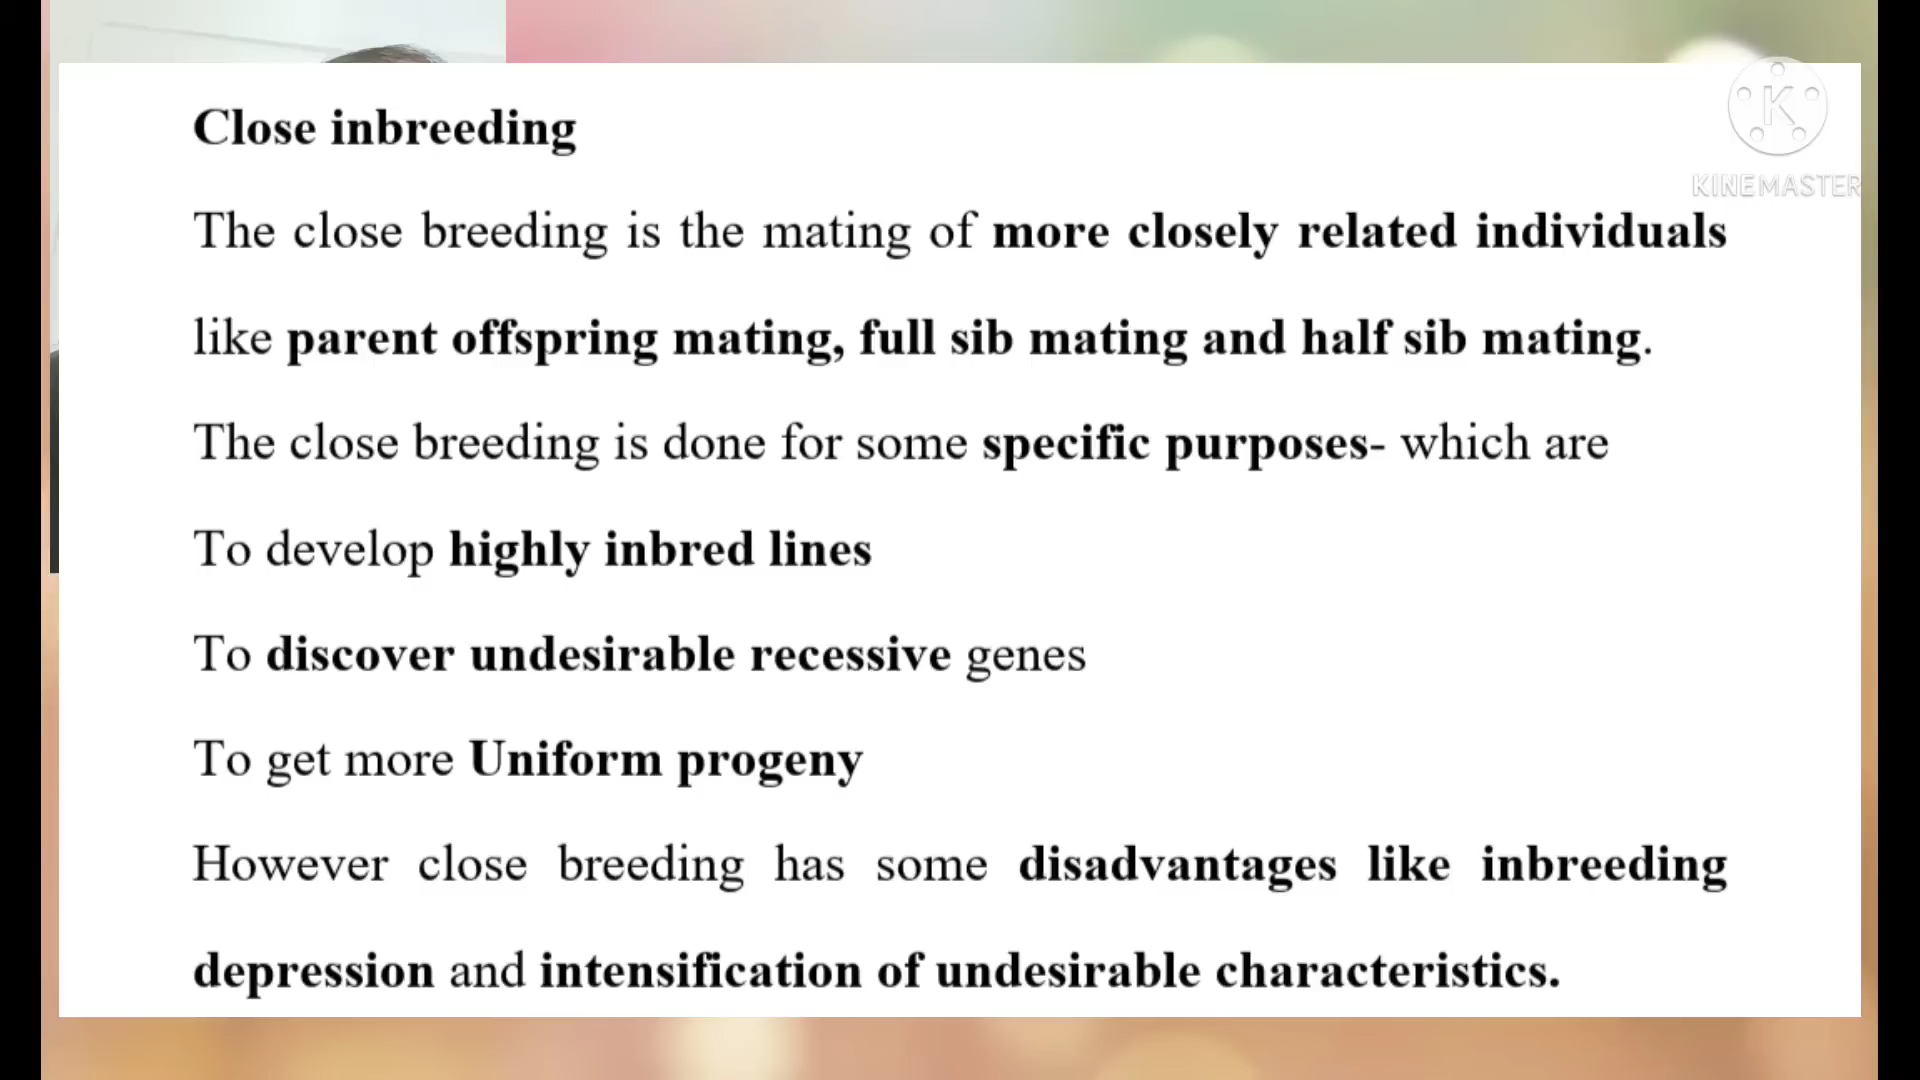 Close inbreeding
K
KINEMASTER
The close breeding is the mating of more closely related individuals
like parent offspring mating, full sib mating and half sib mating.
The close breeding is done for some specific purposes- which are
To develop highly inbred lines
To discover undesirable recessive genes
To get more Uniform progeny
However close breeding has some disadvantages like inbreeding
depression and intensification of undesirable characteristics.